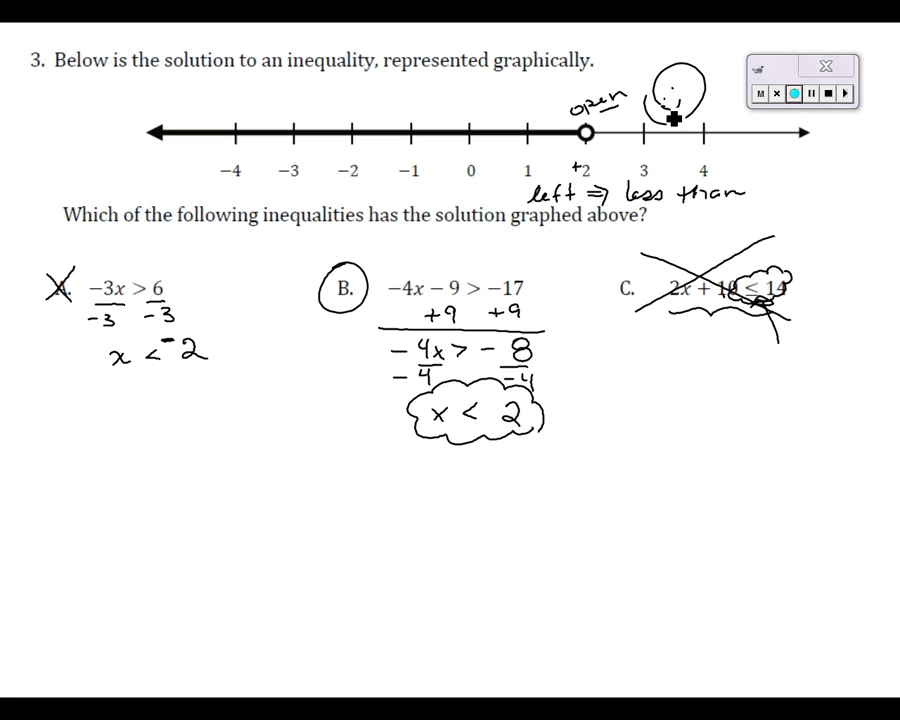 3. Below is the solution to an inequality, represented graphically.
M
open
−4 −3 −2 −1 0 1 +2 3 4
left ⇒ less than
Which of the following inequalities has the solution graphed above?
A. −3x > 6
−3 −3
x < −2
B. −4x − 9 > −17
+9 +9
−4x > −8
−4 −4
x < 2
C. 2x + 10 ≤ 14